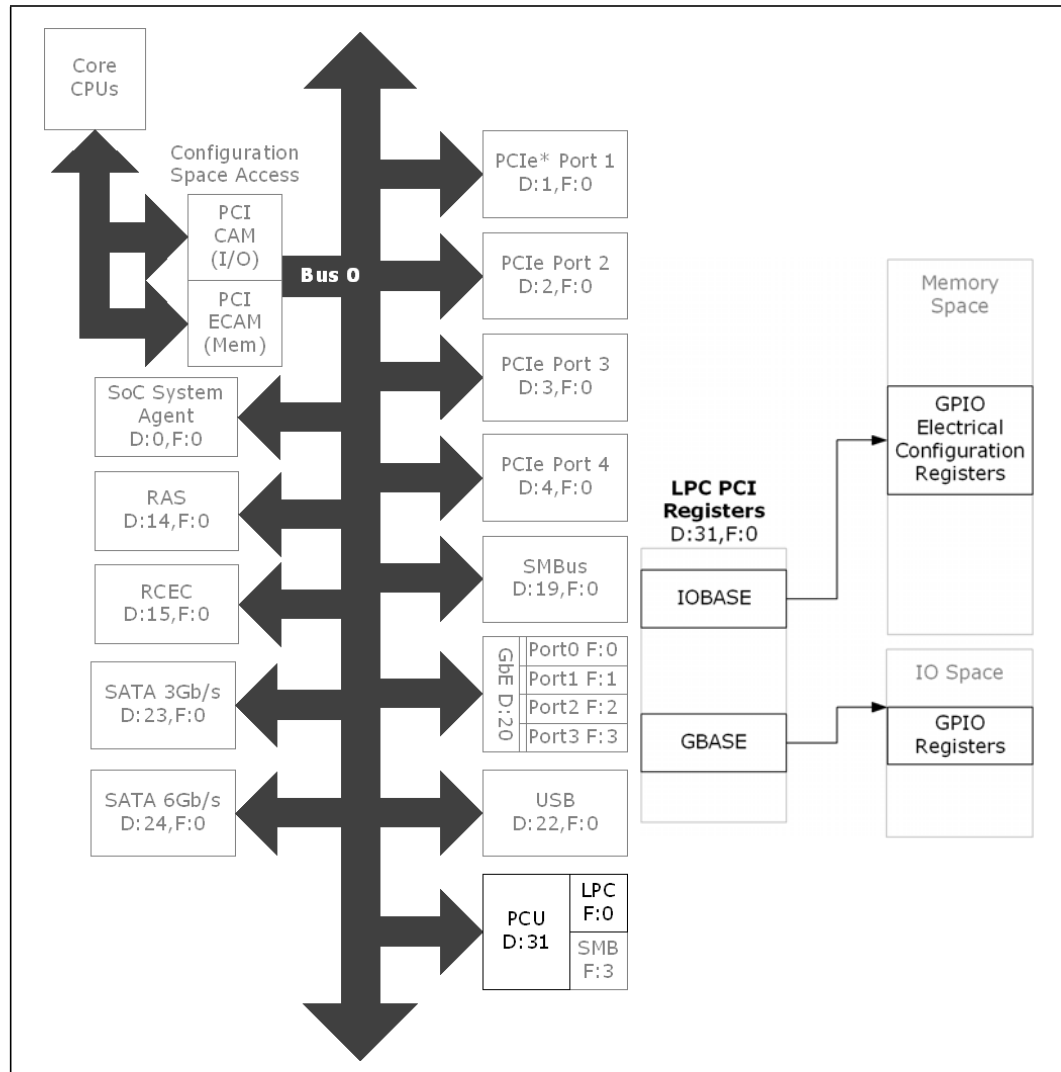 Core
CPUs
Configuration
Space Access
PCI
CAM
(I/O)
PCI
ECAM
(Mem)
Bus 0
SoC System
Agent
D:0,F:0
RAS
D:14,F:0
RCEC
D:15,F:0
SATA 3Gb/s
D:23,F:0
SATA 6Gb/s
D:24,F:0
PCIe* Port 1
D:1,F:0
PCIe Port 2
D:2,F:0
PCIe Port 3
D:3,F:0
PCIe Port 4
D:4,F:0
SMBus
D:19,F:0
GbE D:20
Port0 F:0
Port1 F:1
Port2 F:2
Port3 F:3
USB
D:22,F:0
PCU
D:31
LPC
F:0
SMB
F:3
LPC PCI
Registers
D:31,F:0
IOBASE
GBASE
Memory
Space
GPIO
Electrical
Configuration
Registers
IO Space
GPIO
Registers